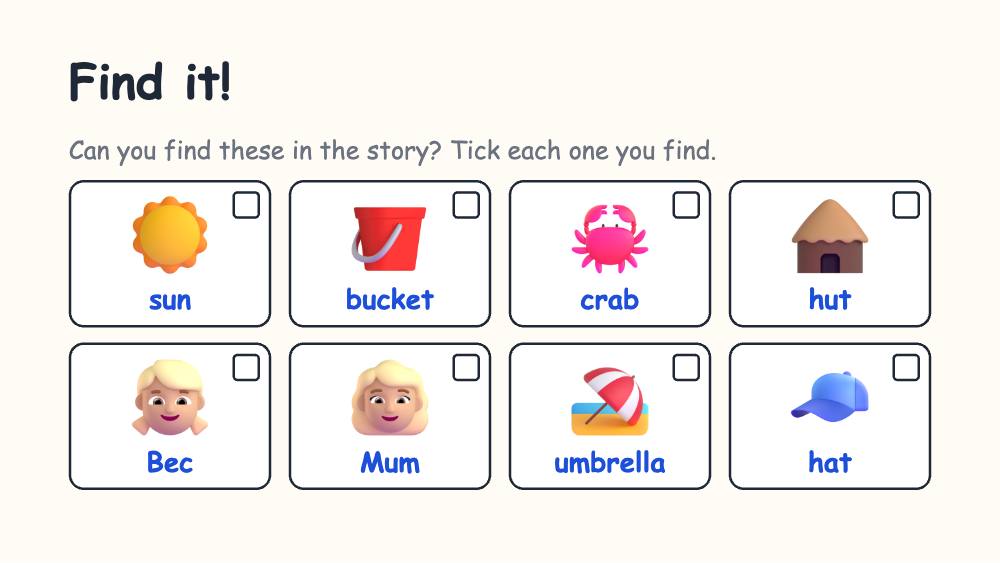 Find it!
Can you find these in the story? Tick each one you find.
sun
bucket
crab
hut
Bec
Mum
umbrella
hat